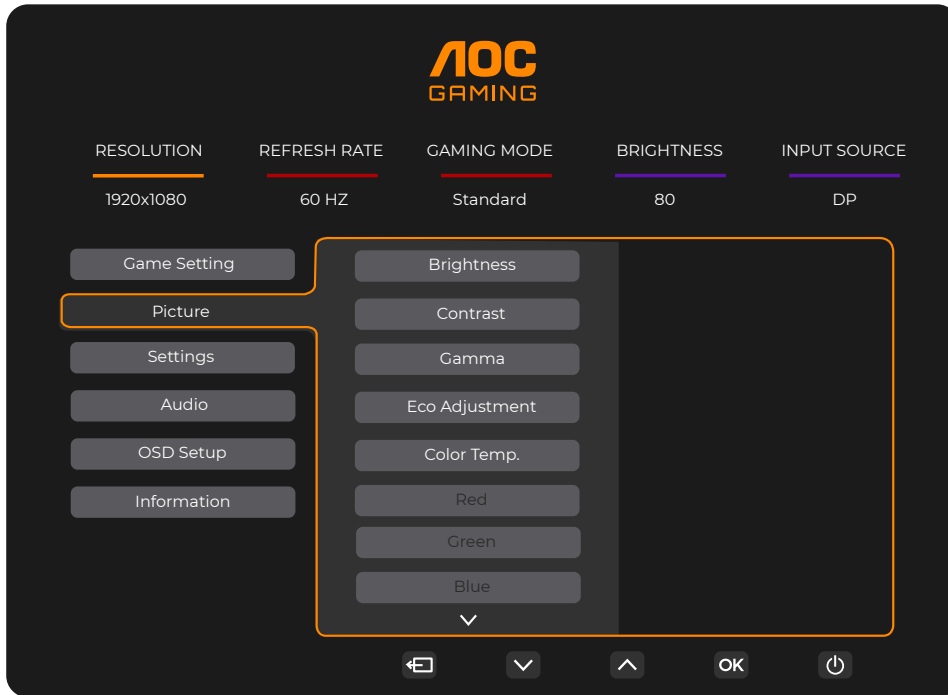 AOC
GAMING
RESOLUTION REFRESH RATE GAMING MODE BRIGHTNESS INPUT SOURCE
1920x1080 60 HZ Standard 80 DP
Game Setting
Picture
Settings
Audio
OSD Setup
Information
Brightness
Contrast
Gamma
Eco Adjustment
Color Temp.
Red
Green
Blue
OK